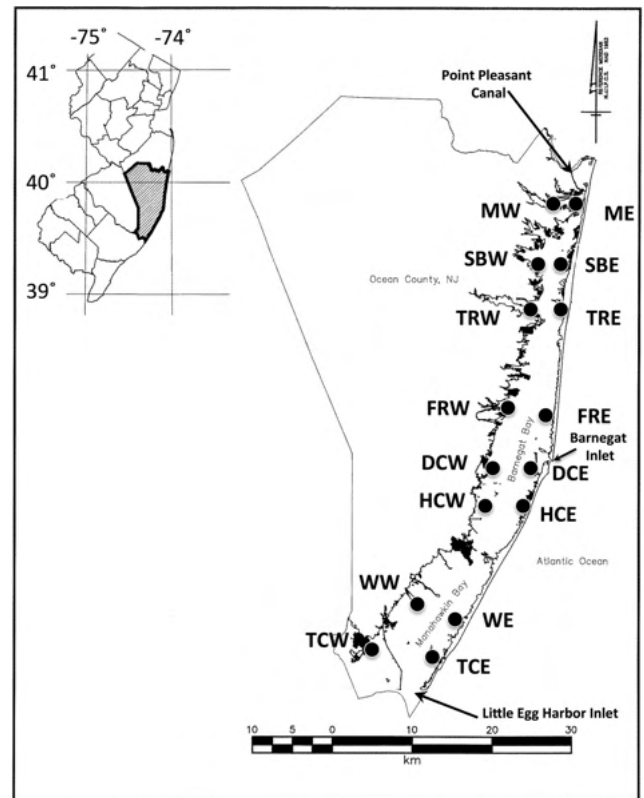 -75° -74°
41°
40°
39°
REFERENCE MERIDIAN
Point Pleasant
Canal
MW ME
SBW SBE
Ocean County, NJ
TRW TRE
FRW FRE
Barnegat Bay
Barnegat
Inlet
DCW DCE
HCW HCE
Atlantic Ocean
WW
Manahawkin Bay
WE
TCW
TCE
Little Egg Harbor Inlet
10 0 10 20 30
km